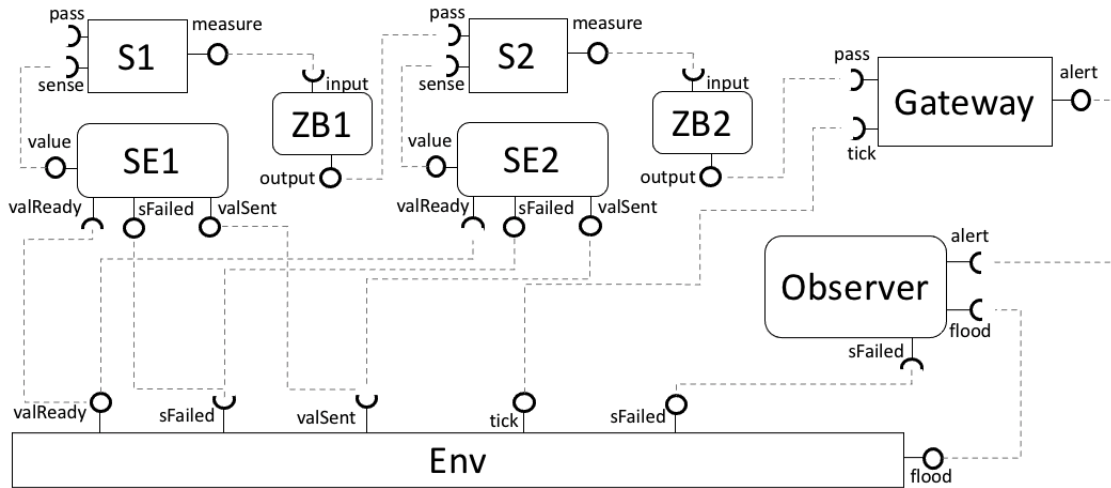 pass
measure
S1
sense
input
ZB1
value
SE1
output
valReady
sFailed
valSent
pass
measure
S2
sense
input
ZB2
value
SE2
output
valReady
sFailed
valSent
pass
alert
Gateway
tick
alert
Observer
flood
sFailed
valReady
sFailed
valSent
tick
sFailed
Env
flood